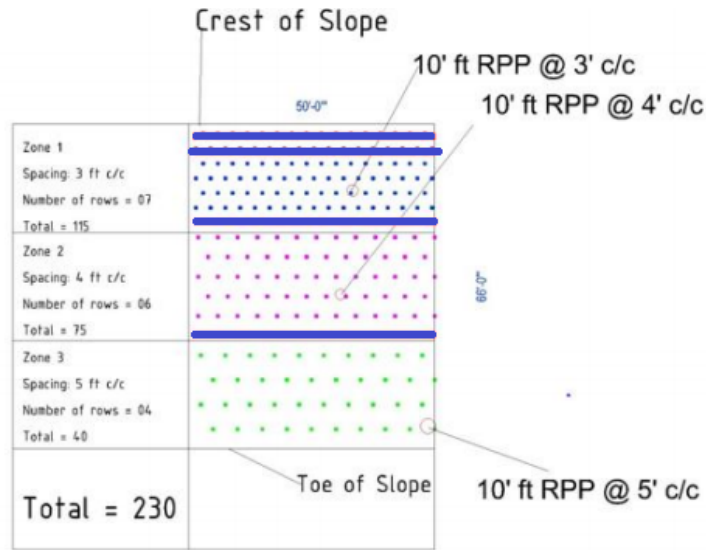 Crest of Slope
10' ft RPP @ 3' c/c
10' ft RPP @ 4' c/c
50'-0"
Zone 1
Spacing: 3 ft c/c
Number of rows = 07
Total = 115
Zone 2
Spacing: 4 ft c/c
Number of rows = 06
Total = 75
66'-0"
Zone 3
Spacing: 5 ft c/c
Number of rows = 04
Total = 40
Toe of Slope
10' ft RPP @ 5' c/c
Total = 230